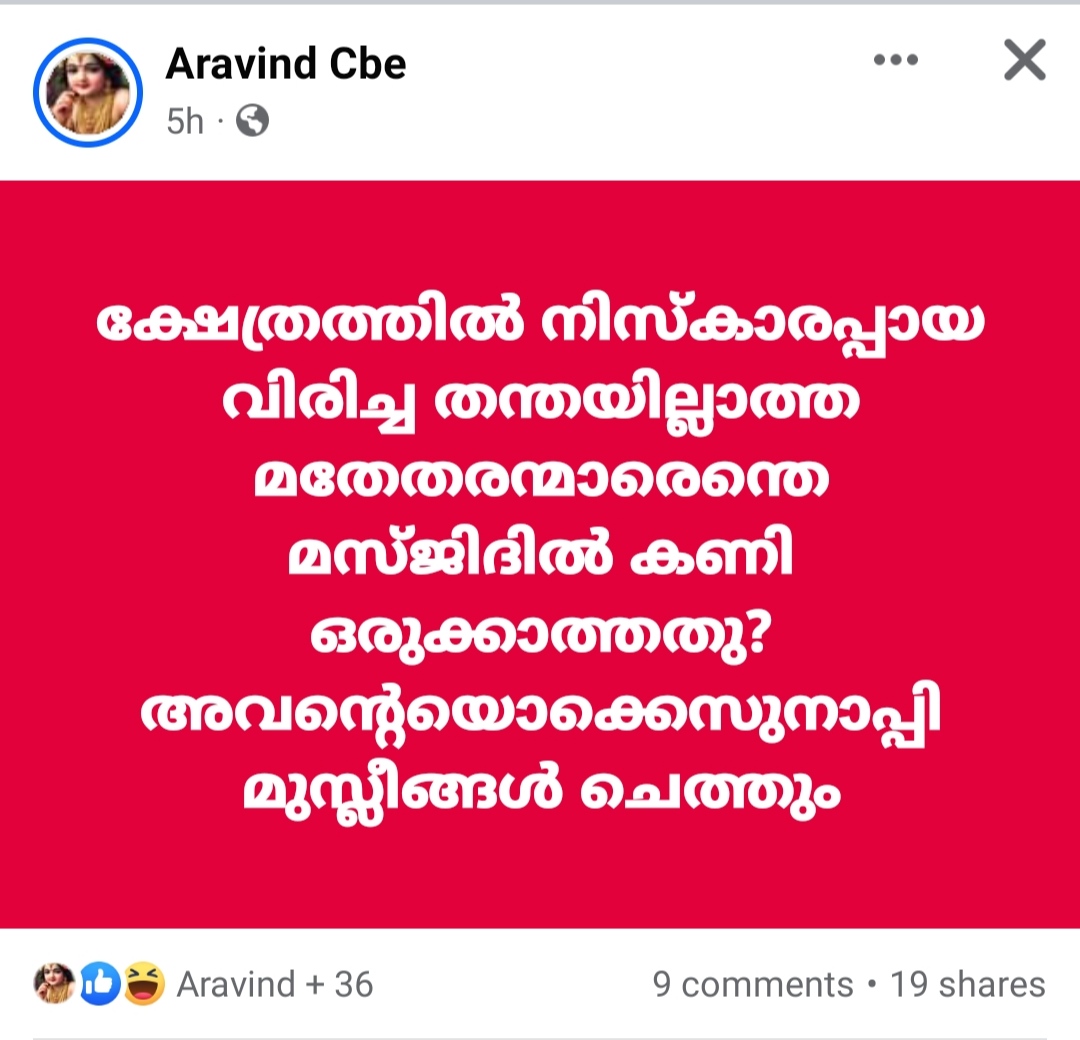 Aravind Cbe
5h ·
ക്ഷേത്രത്തിൽ നിസ്കാരപ്പായ
വിരിച്ച തന്തയില്ലാത്ത
മതേതരന്മാരെന്തെ
മസ്ജിദിൽ കണി
ഒരുക്കാത്തതു?
അവന്റെയൊക്കെസുനാപ്പി
മുസ്ലീങ്ങൾ ചെത്തും
Aravind + 36 9 comments • 19 shares